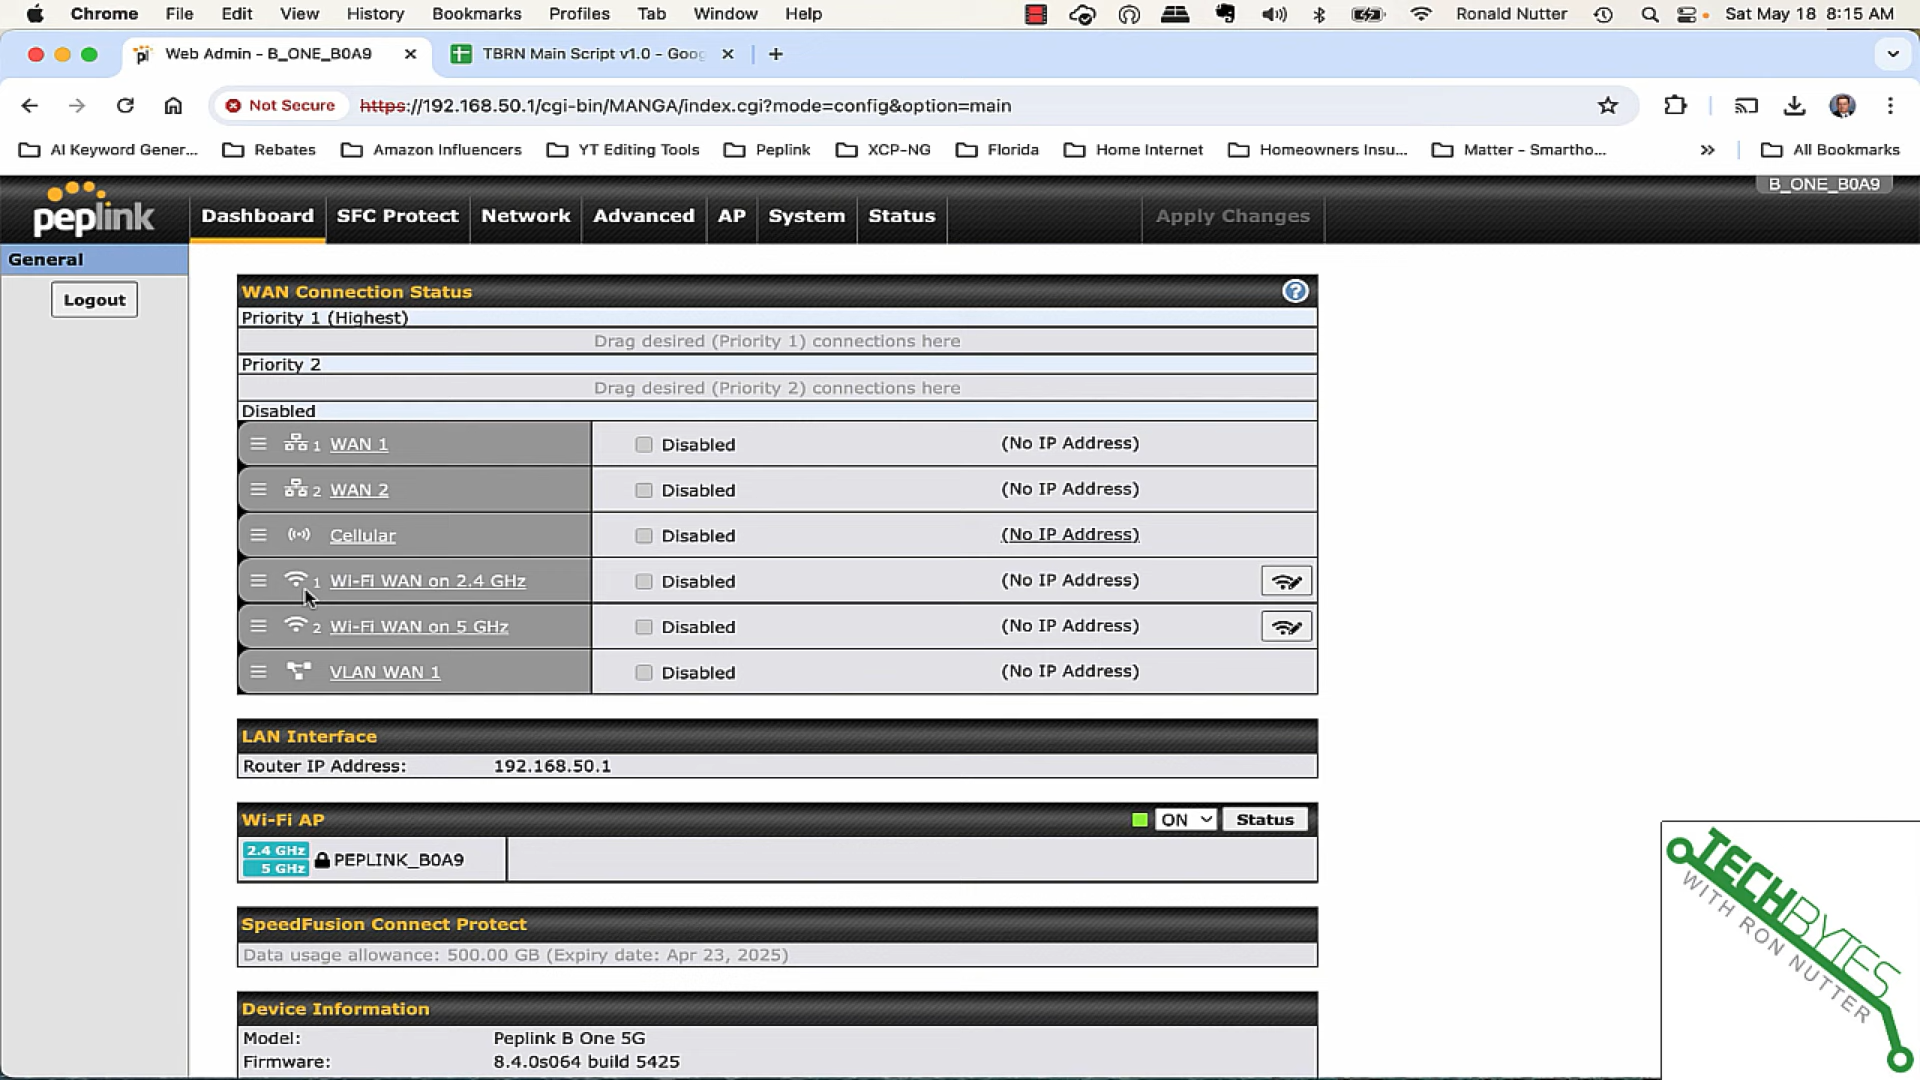 Chrome File Edit View History Bookmarks Profiles Tab Window Help Ronald Nutter Sat May 18 8:15 AM
Web Admin - B_ONE_B0A9 TBRN Main Script v1.0 - Goog
Not Secure https://192.168.50.1/cgi-bin/MANGA/index.cgi?mode=config&option=main
AI Keyword Gener... Rebates Amazon Influencers YT Editing Tools Peplink XCP-NG Florida Home Internet Homeowners Insu... Matter - Smartho... » All Bookmarks
B_ONE_B0A9
peplink Dashboard SFC Protect Network Advanced AP System Status Apply Changes
General
Logout
WAN Connection Status
Priority 1 (Highest)
Drag desired (Priority 1) connections here
Priority 2
Drag desired (Priority 2) connections here
Disabled
1 WAN 1 Disabled (No IP Address)
2 WAN 2 Disabled (No IP Address)
Cellular Disabled (No IP Address)
1 Wi-Fi WAN on 2.4 GHz Disabled (No IP Address)
2 Wi-Fi WAN on 5 GHz Disabled (No IP Address)
VLAN WAN 1 Disabled (No IP Address)
LAN Interface
Router IP Address: 192.168.50.1
Wi-Fi AP ON Status
2.4 GHz
5 GHz PEPLINK_B0A9
SpeedFusion Connect Protect
Data usage allowance: 500.00 GB (Expiry date: Apr 23, 2025)
Device Information
Model: Peplink B One 5G
Firmware: 8.4.0s064 build 5425
TECHBYTES
WITH RON NUTTER